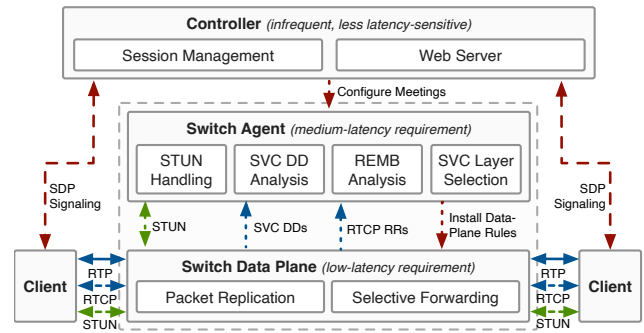 Controller (infrequent, less latency-sensitive)
Session Management
Web Server
Configure Meetings
Switch Agent (medium-latency requirement)
STUN
Handling
SVC DD
Analysis
REMB
Analysis
SVC Layer
Selection
SDP
Signaling
SDP
Signaling
STUN
SVC DDs
RTCP RRs
Install Data-
Plane Rules
Client
RTP
RTCP
STUN
Switch Data Plane (low-latency requirement)
Packet Replication
Selective Forwarding
RTP
RTCP
STUN
Client